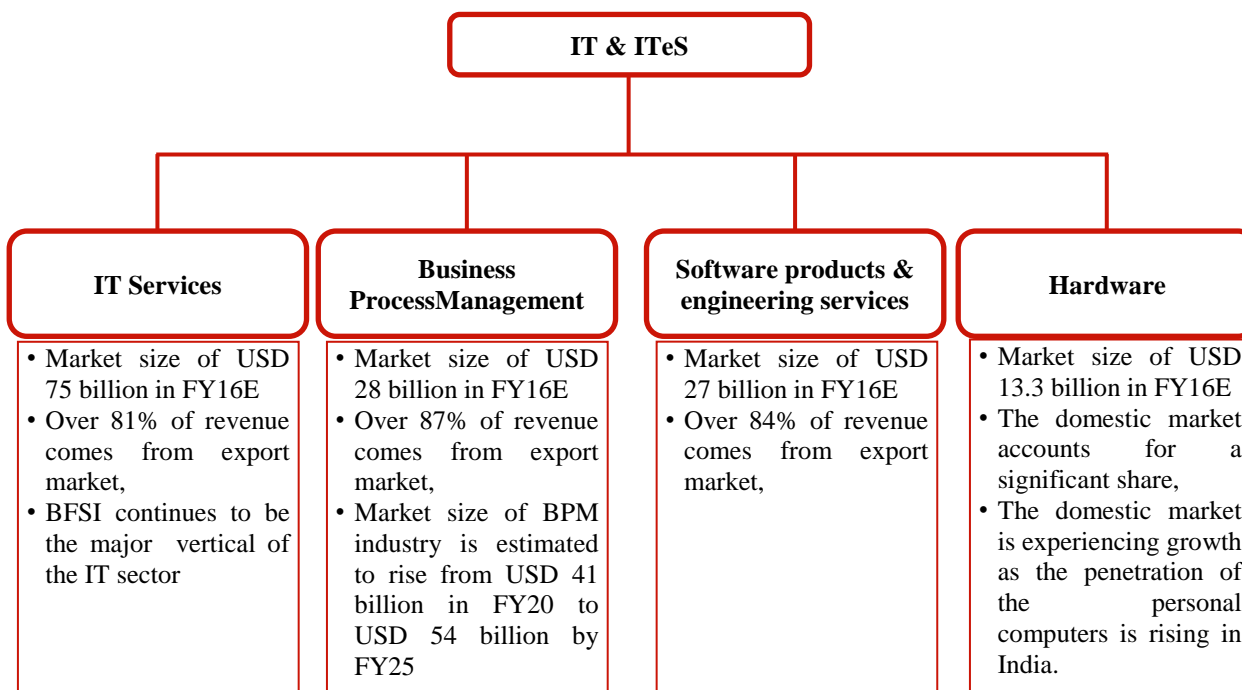 IT & ITeS
IT Services
• Market size of USD
75 billion in FY16E
• Over 81% of revenue
comes from export
market,
• BFSI continues to be
the major vertical of
the IT sector
Business
ProcessManagement
• Market size of USD
28 billion in FY16E
• Over 87% of revenue
comes from export
market,
• Market size of BPM
industry is estimated
to rise from USD 41
billion in FY20 to
USD 54 billion by
FY25
Software products &
engineering services
• Market size of USD
27 billion in FY16E
• Over 84% of revenue
comes from export
market,
Hardware
• Market size of USD
13.3 billion in FY16E
• The domestic market
accounts for a
significant share,
• The domestic market
is experiencing growth
as the penetration of
the personal
computers is rising in
India.